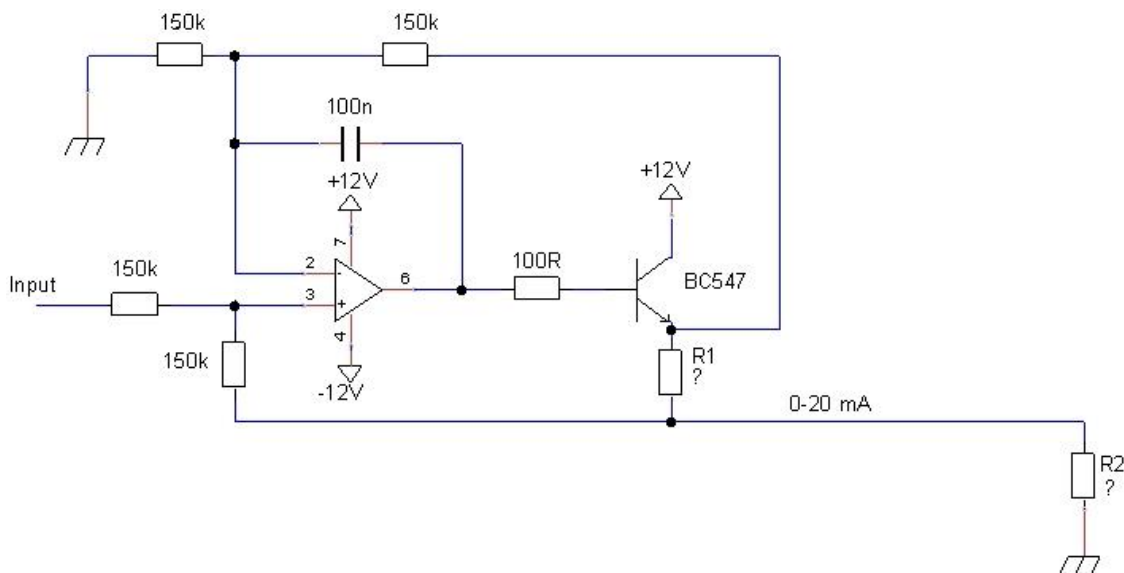 150k
150k
100n
+12V
+12V
7
Input
150k
2
-
6
100R
BC547
3
+
4
150k
-12V
R1
?
0-20 mA
R2
?